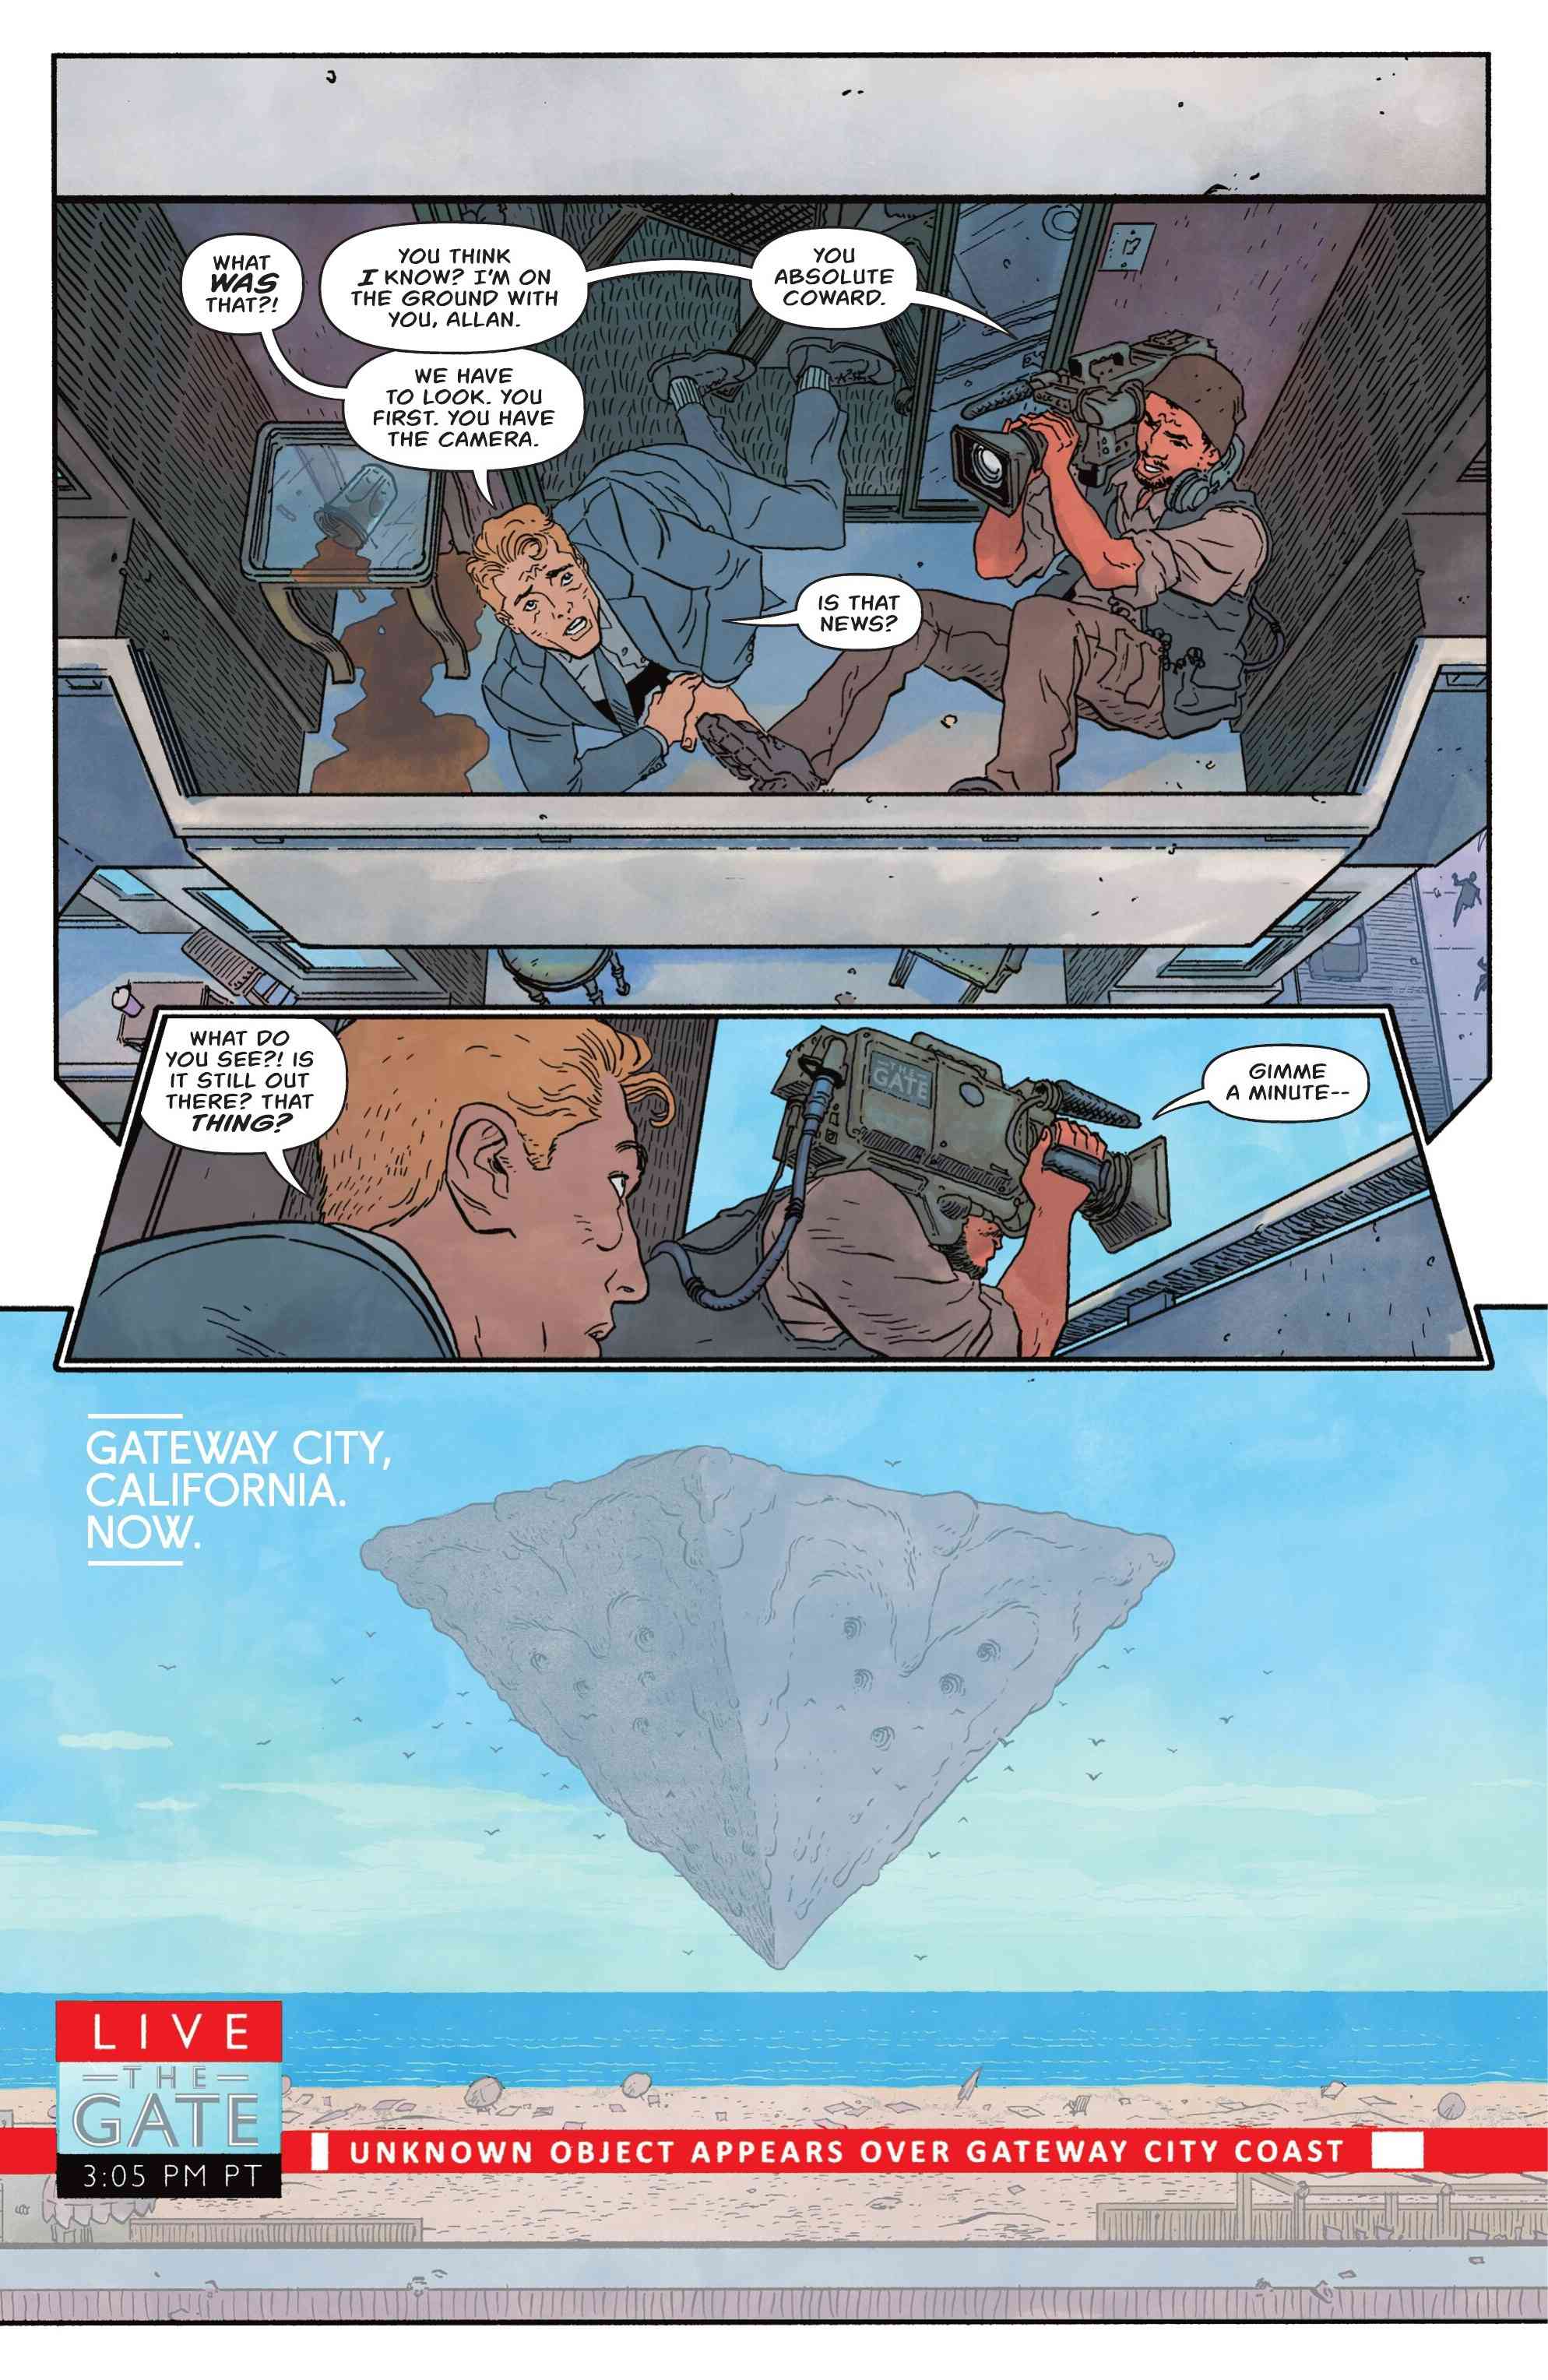 WHAT
WAS
THAT?!
WE HAVE
TO LOOK. YOU
FIRST. YOU HAVE
THE CAMERA.
YOU THINK
I KNOW? I'M ON
THE GROUND WITH
YOU, ALLAN.
YOU
ABSOLUTE
COWARD.
IS THAT
NEWS?
WHAT DO
YOU SEE?! IS
IT STILL OUT
THERE? THAT
THING?
THE
GATE
GIMME
A MINUTE--
GATEWAY CITY,
CALIFORNIA.
NOW.
LIVE
THE
GATE
3:05 PM PT
UNKNOWN OBJECT APPEARS OVER GATEWAY CITY COAST